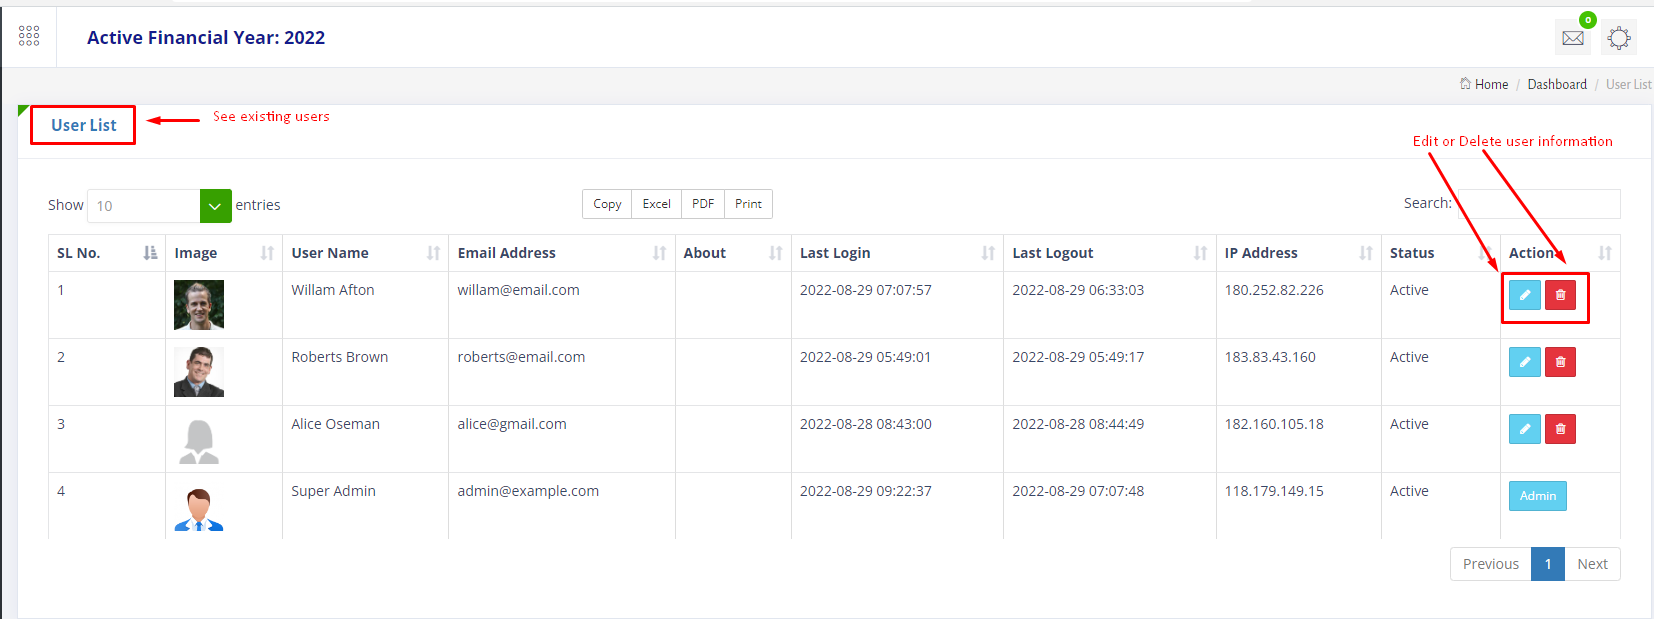 Active Financial Year: 2022
0
Home / Dashboard / User List
User List
See existing users
Edit or Delete user information
Show 10 entries
Copy Excel PDF Print
Search:
SL No. Image User Name Email Address About Last Login Last Logout IP Address Status Action
1 Willam Afton willam@email.com 2022-08-29 07:07:57 2022-08-29 06:33:03 180.252.82.226 Active
2 Roberts Brown roberts@email.com 2022-08-29 05:49:01 2022-08-29 05:49:17 183.83.43.160 Active
3 Alice Oseman alice@gmail.com 2022-08-28 08:43:00 2022-08-28 08:44:49 182.160.105.18 Active
4 Super Admin admin@example.com 2022-08-29 09:22:37 2022-08-29 07:07:48 118.179.149.15 Active Admin
Previous 1 Next